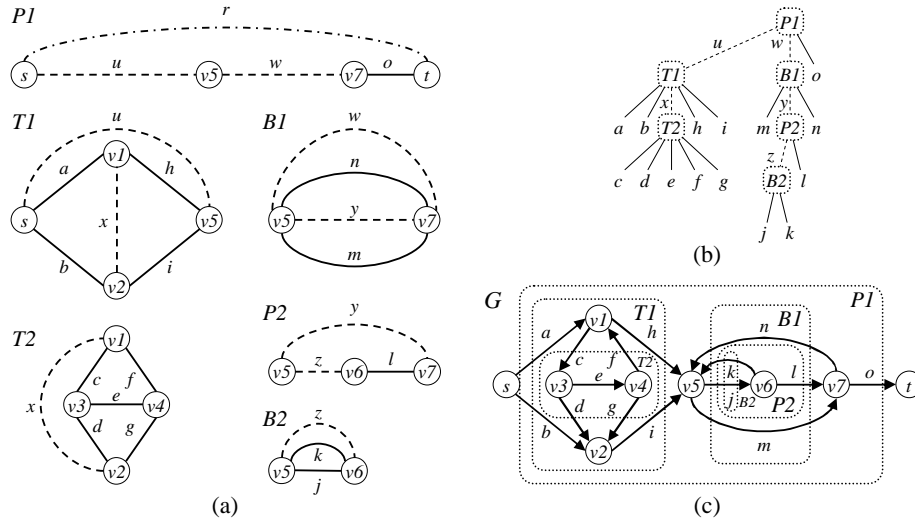 P1
r
s u v5 w v7 o t
T1
u
a v1 h
s x v5
b v2 i
B1
w
n
v5 y v7
m
T2
v1
c f
x v3 e v4
d g
v2
P2
y
v5 z v6 l v7
B2
z
k
v5 v6
j
(a)
P1
u w
T1 B1 o
x y
a b T2 h i m P2 n
z
c d e f g B2 l
j k
(b)
G P1
T1 B1
a v1 h n
c f T2
s v3 e v4 v5 k v6 l v7 o t
d g j B2 P2
b v2 i m
(c)